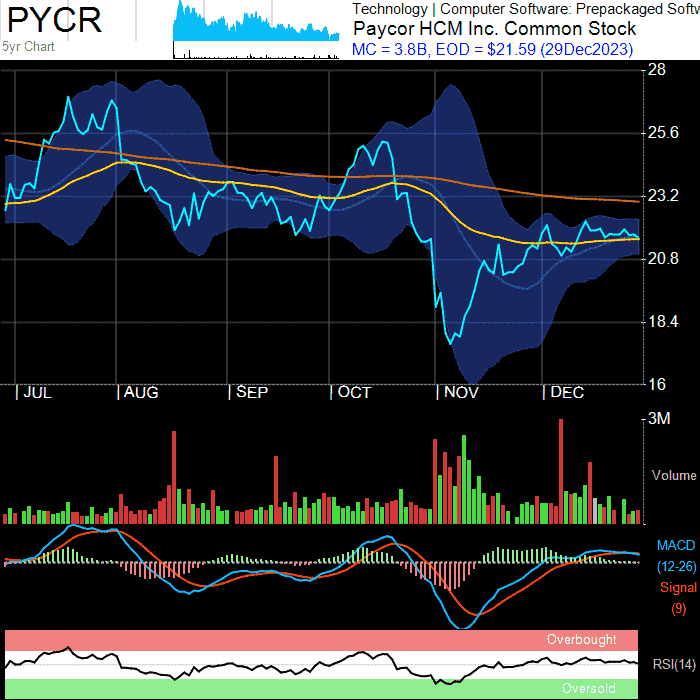 PYCR
5yr Chart
Technology | Computer Software: Prepackaged Softw
Paycor HCM Inc. Common Stock
MC = 3.8B, EOD = $21.59 (29Dec2023)
28
25.6
23.2
20.8
18.4
16
JUL AUG SEP OCT NOV DEC
3M
Volume
MACD
(12-26)
Signal
(9)
Overbought
RSI(14)
Oversold